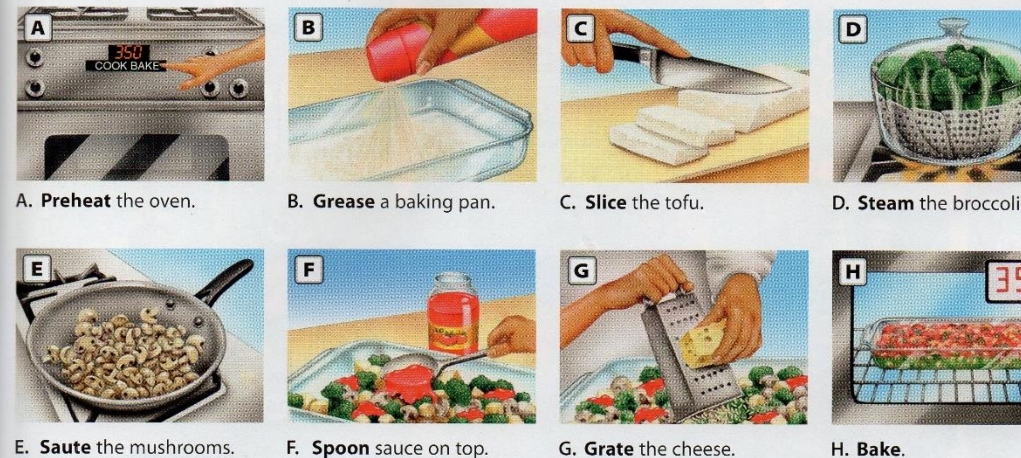 A
350
COOK BAKE
A. Preheat the oven.
B
B. Grease a baking pan.
C
C. Slice the tofu.
D
D. Steam the broccoli
E
E. Saute the mushrooms.
F
F. Spoon sauce on top.
G
G. Grate the cheese.
H
35
H. Bake.